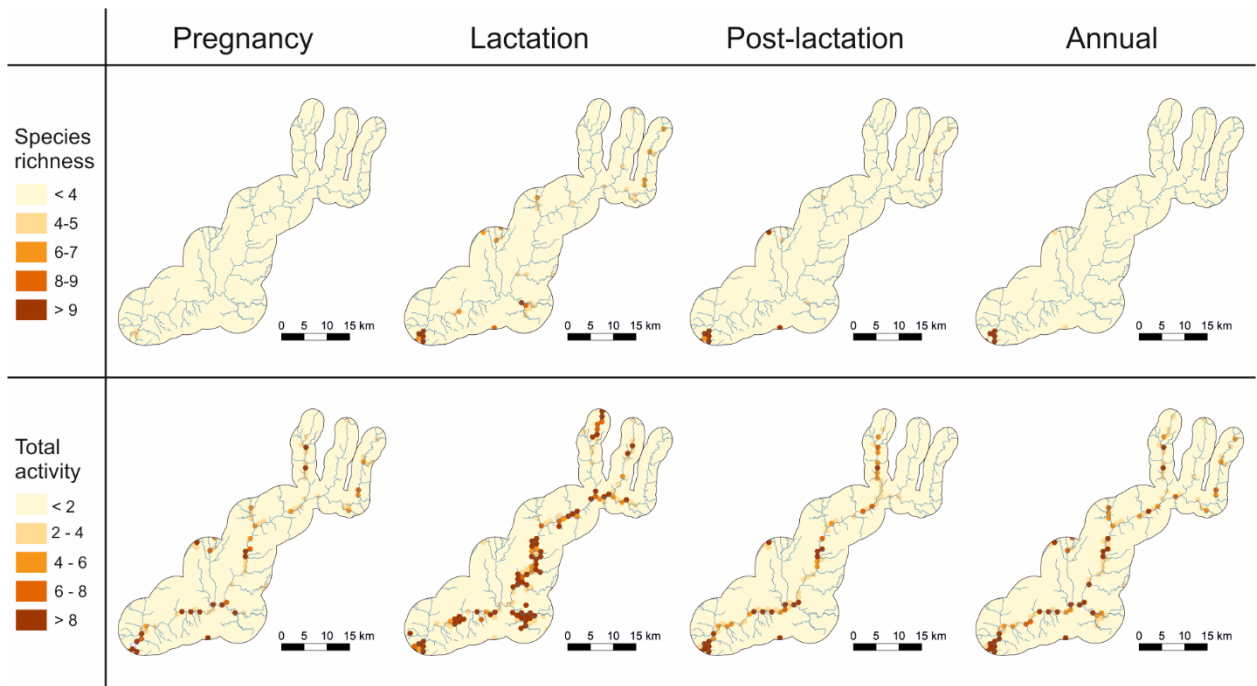 Pregnancy Lactation Post-lactation Annual
Species
richness
< 4
4-5
6-7
8-9
> 9
0 5 10 15 km
0 5 10 15 km
0 5 10 15 km
0 5 10 15 km
Total
activity
< 2
2 - 4
4 - 6
6 - 8
> 8
0 5 10 15 km
0 5 10 15 km
0 5 10 15 km
0 5 10 15 km